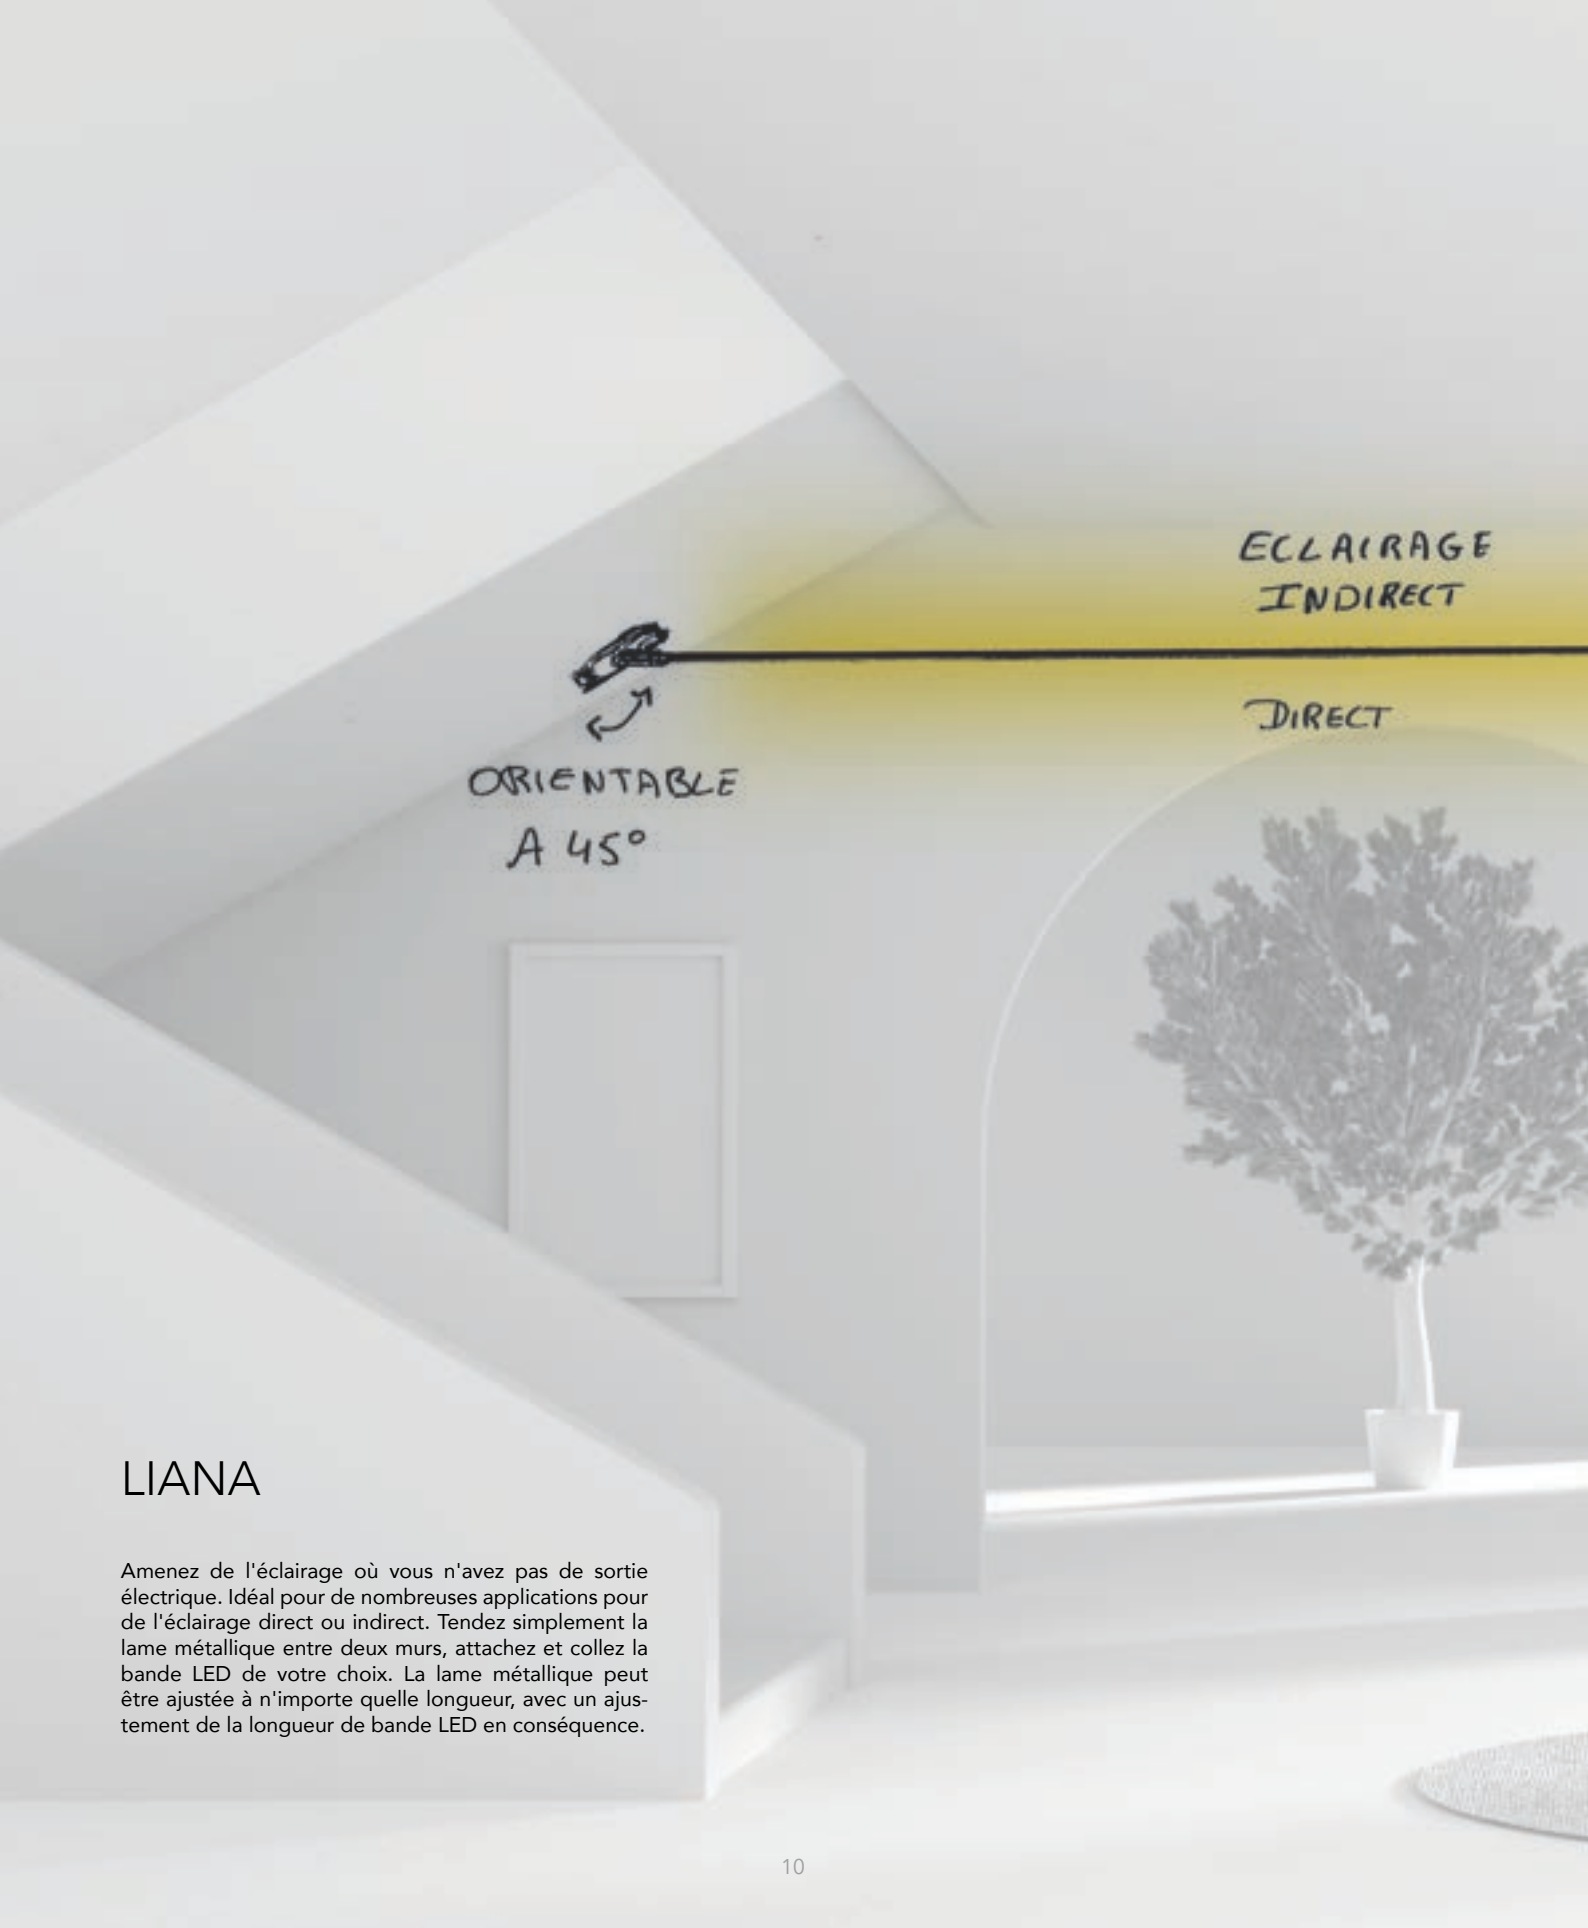 ECLAIRAGE
INDIRECT
DIRECT
ORIENTABLE
A 45°
LIANA
Amenez de l'éclairage où vous n'avez pas de sortie
électrique. Idéal pour de nombreuses applications pour
de l'éclairage direct ou indirect. Tendez simplement la
lame métallique entre deux murs, attachez et collez la
bande LED de votre choix. La lame métallique peut
être ajustée à n'importe quelle longueur, avec un ajus-
tement de la longueur de bande LED en conséquence.
10